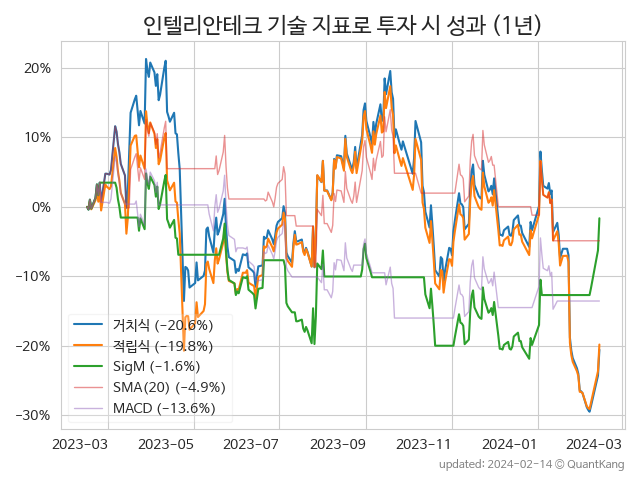 인텔리안테크 기술 지표로 투자 시 성과 (1년)
20%
10%
0%
−10%
−20%
−30%
거치식 (−20.6%)
적립식 (−19.8%)
SigM (−1.6%)
SMA(20) (−4.9%)
MACD (−13.6%)
2023-03 2023-05 2023-07 2023-09 2023-11 2024-01 2024-03
updated: 2024-02-14 © QuantKang